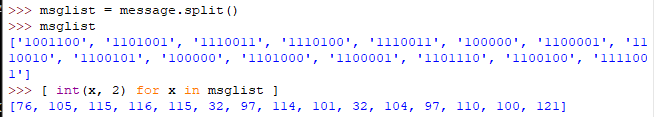 >>> msglist = message.split()
>>> msglist
['1001100', '1101001', '1110011', '1110100', '1110011', '100000', '1100001', '11
10010', '1100101', '100000', '1101000', '1100001', '1101110', '1100100', '111100
1']
>>> [ int(x, 2) for x in msglist ]
[76, 105, 115, 116, 115, 32, 97, 114, 101, 32, 104, 97, 110, 100, 121]